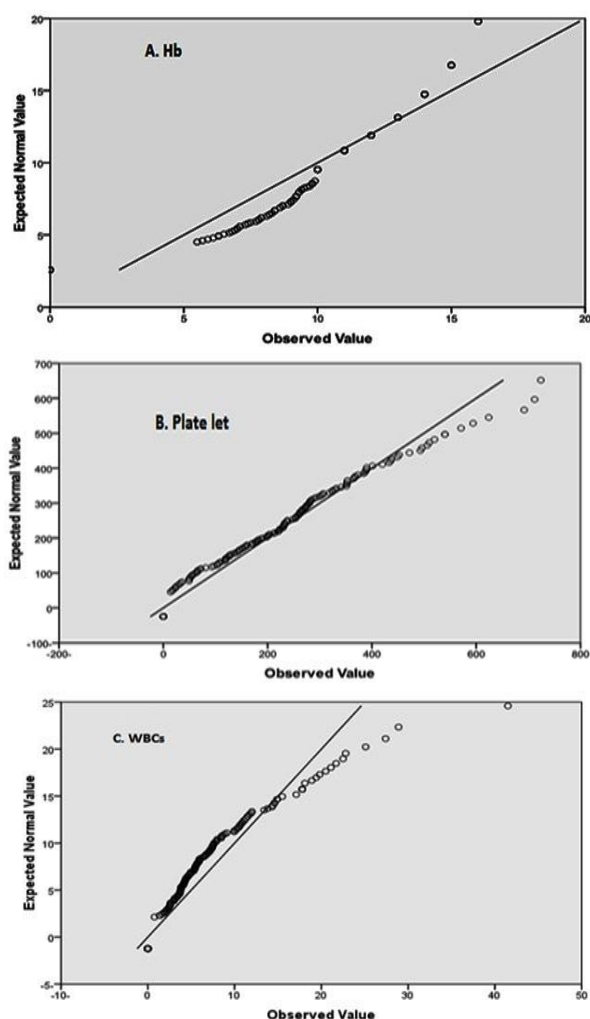 A. Hb
Expected Normal Value
20
15
10
5
0
0 5 10 15 20
Observed Value
B. Plate let
Expected Normal Value
700
600
500
400
300
200
100
0
100-
200- 0 200 400 600 800
Observed Value
C. WBCs
Expected Normal Value
25
20
15
10
5
0
5-
10- 0 10 20 30 40 50
Observed Value